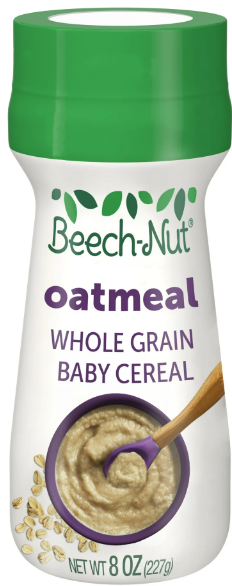 Beech-Nut®
oatmeal
WHOLE GRAIN
BABY CEREAL
NET WT 8 OZ (227g)